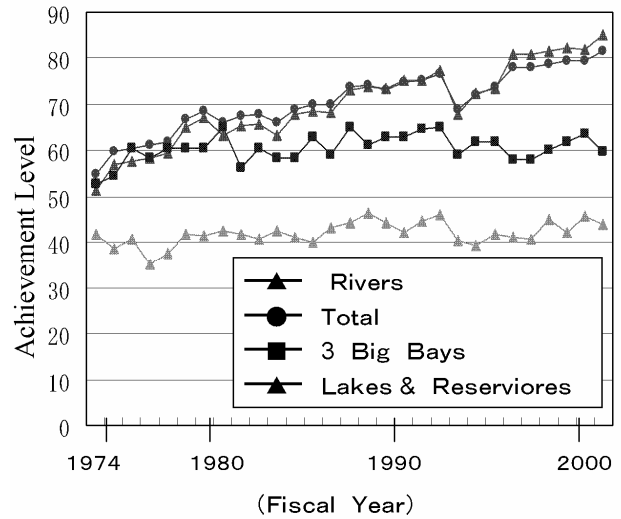 90
80
70
60
50
40
30
20
10
0
Achievement Level
Rivers
Total
3 Big Bays
Lakes & Reserviores
1974 1980 1990 2000
(Fiscal Year)